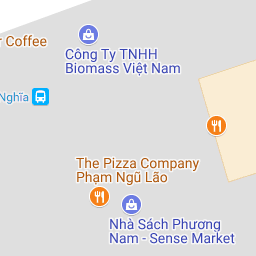 r Coffee
Công Ty TNHH
Biomass Việt Nam
Nghĩa
The Pizza Company
Phạm Ngũ Lão
Nhà Sách Phương
Nam - Sense Market